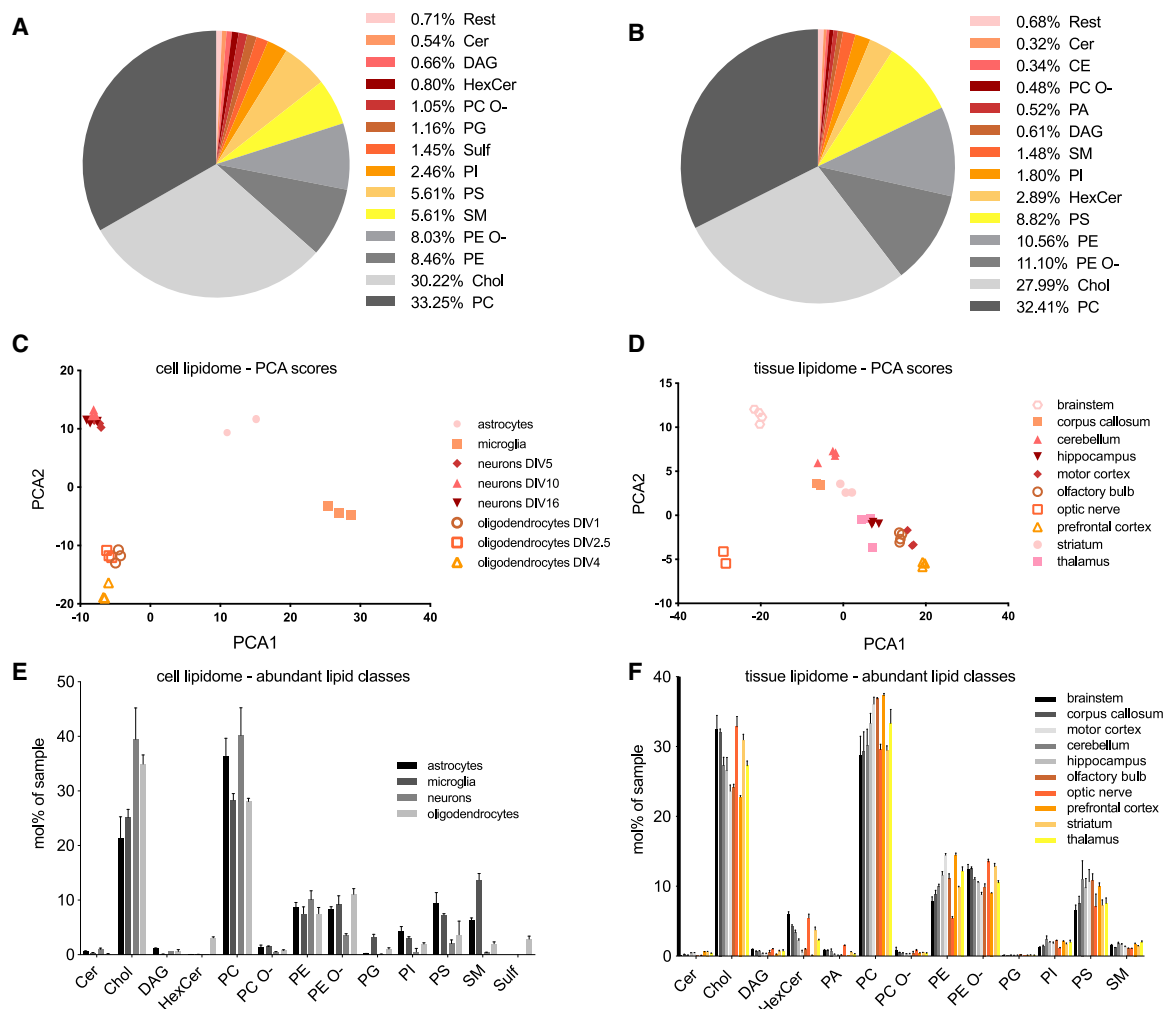 A
0.71% Rest
0.54% Cer
0.66% DAG
0.80% HexCer
1.05% PC O-
1.16% PG
1.45% Sulf
2.46% PI
5.61% PS
5.61% SM
8.03% PE O-
8.46% PE
30.22% Chol
33.25% PC
B
0.68% Rest
0.32% Cer
0.34% CE
0.48% PC O-
0.52% PA
0.61% DAG
1.48% SM
1.80% PI
2.89% HexCer
8.82% PS
10.56% PE
11.10% PE O-
27.99% Chol
32.41% PC
C
cell lipidome - PCA scores
20
10
0
-10
-20
PCA2
-10 0 10 20 30 40
PCA1
astrocytes
microglia
neurons DIV5
neurons DIV10
neurons DIV16
oligodendrocytes DIV1
oligodendrocytes DIV2.5
oligodendrocytes DIV4
D
tissue lipidome - PCA scores
15
10
5
0
-5
-10
PCA2
-40 -20 0 20 40
PCA1
brainstem
corpus callosum
cerebellum
hippocampus
motor cortex
olfactory bulb
optic nerve
prefrontal cortex
striatum
thalamus
E
cell lipidome - abundant lipid classes
50
40
30
20
10
0
mol% of sample
astrocytes
microglia
neurons
oligodendrocytes
Cer Chol DAG HexCer PC PC O- PE PE O- PG PI PS SM Sulf
F
tissue lipidome - abundant lipid classes
40
30
20
10
0
mol% of sample
brainstem
corpus callosum
motor cortex
cerebellum
hippocampus
olfactory bulb
optic nerve
prefrontal cortex
striatum
thalamus
Cer Chol DAG HexCer PA PC PC O- PE PE O- PG PI PS SM